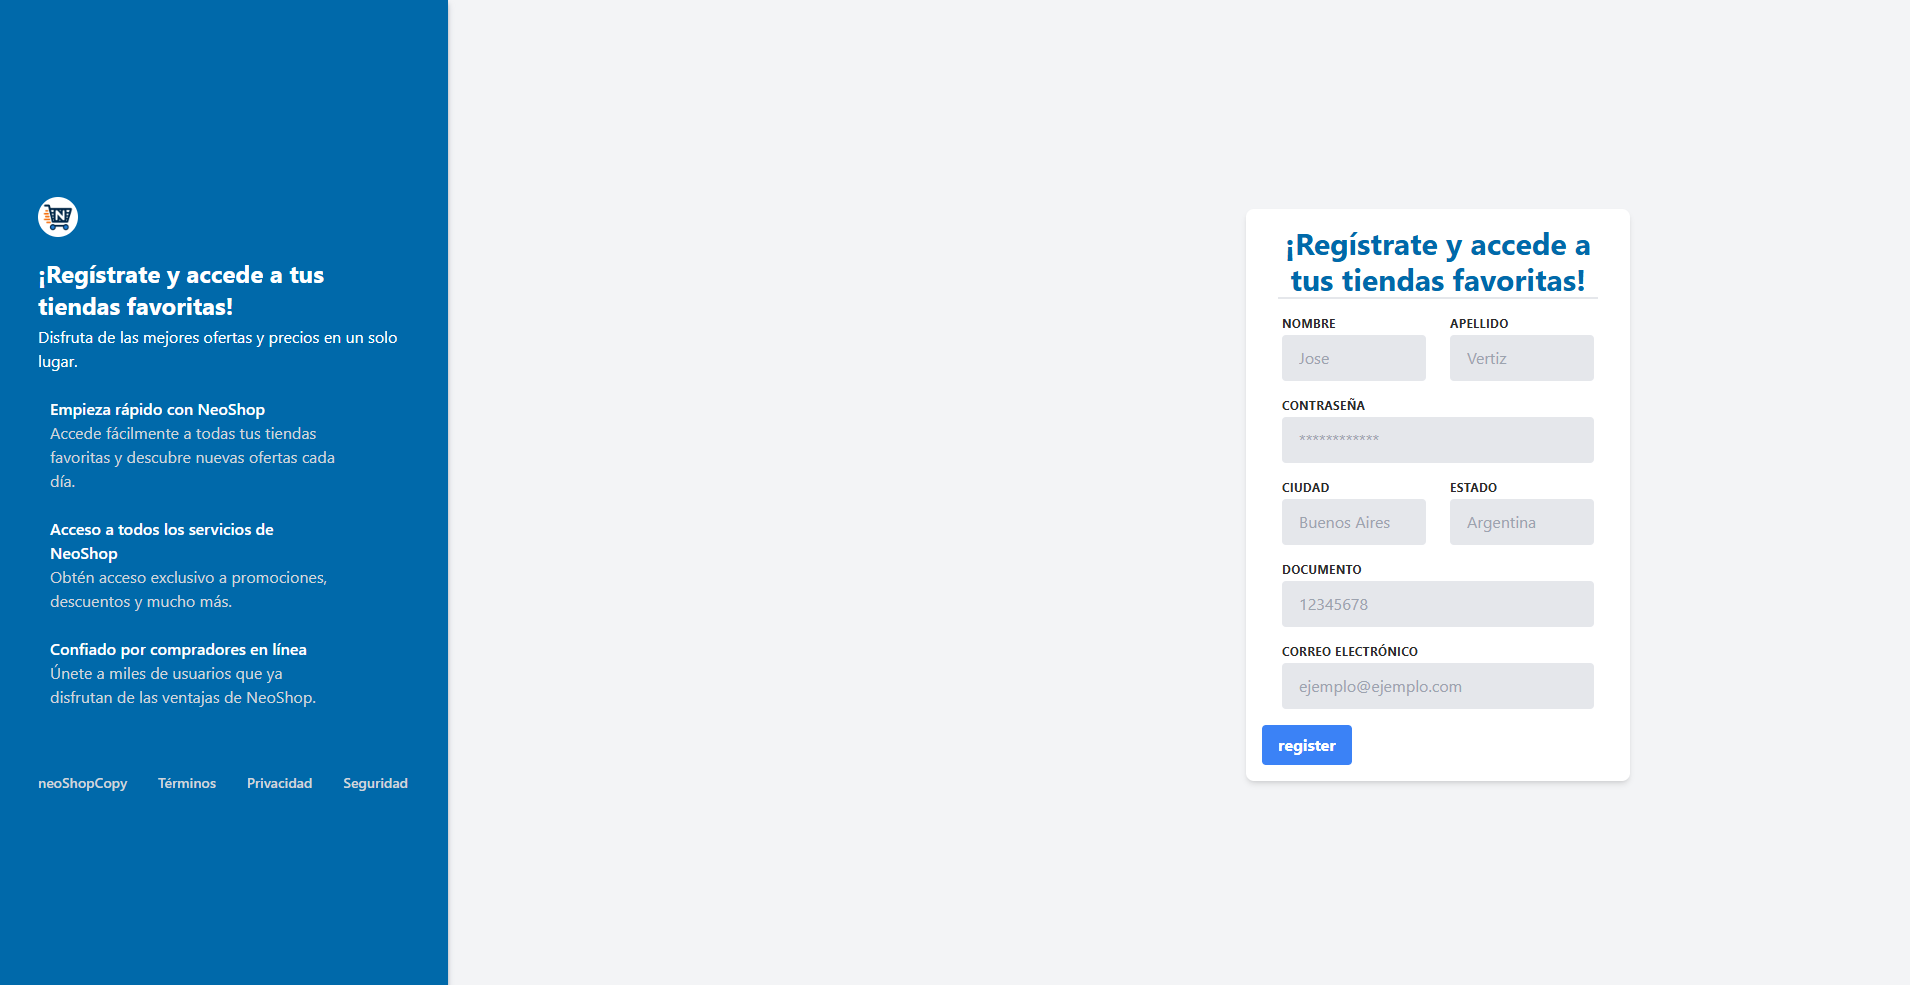 N
¡Regístrate y accede a tus
tiendas favoritas!
Disfruta de las mejores ofertas y precios en un solo
lugar.
Empieza rápido con NeoShop
Accede fácilmente a todas tus tiendas
favoritas y descubre nuevas ofertas cada
día.
Acceso a todos los servicios de
NeoShop
Obtén acceso exclusivo a promociones,
descuentos y mucho más.
Confiado por compradores en línea
Únete a miles de usuarios que ya
disfrutan de las ventajas de NeoShop.
neoShopCopy Términos Privacidad Seguridad
¡Regístrate y accede a
tus tiendas favoritas!
NOMBRE APELLIDO
Jose Vertiz
CONTRASEÑA
************
CIUDAD ESTADO
Buenos Aires Argentina
DOCUMENTO
12345678
CORREO ELECTRÓNICO
ejemplo@ejemplo.com
register